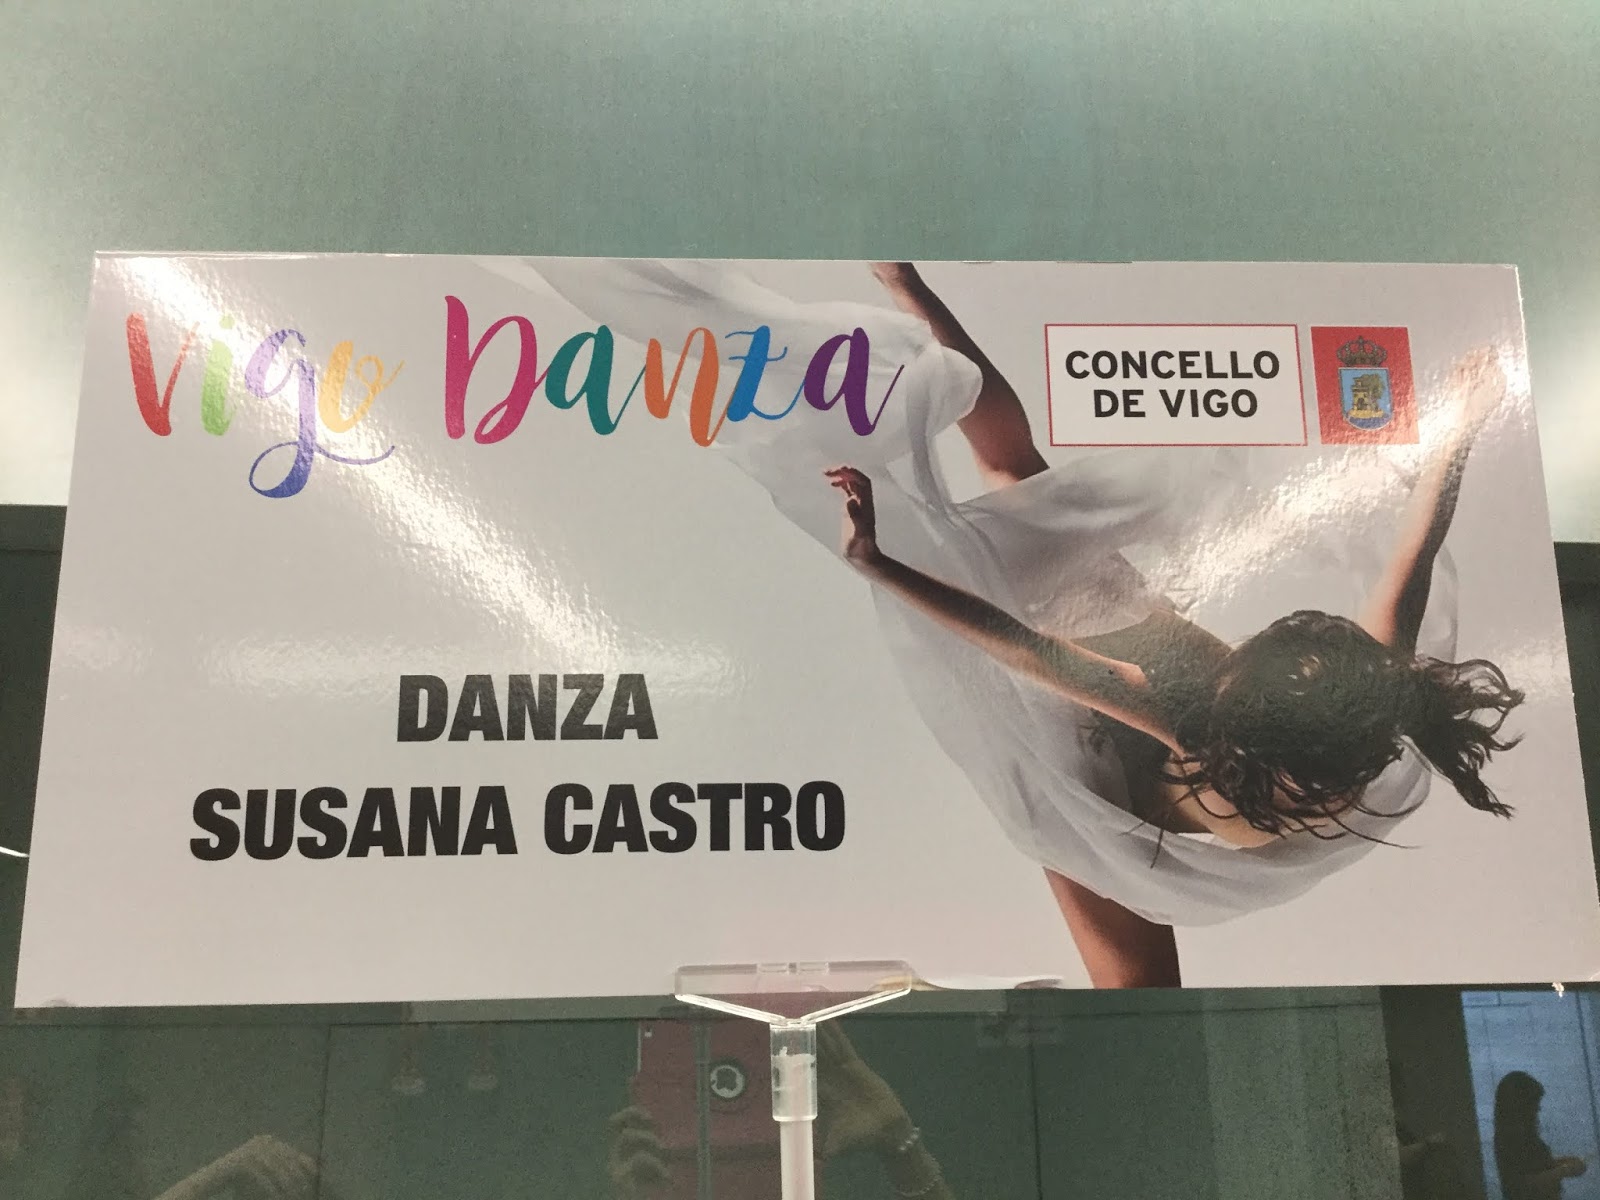 Vigo Danza
CONCELLO
DE VIGO
DANZA
SUSANA CASTRO